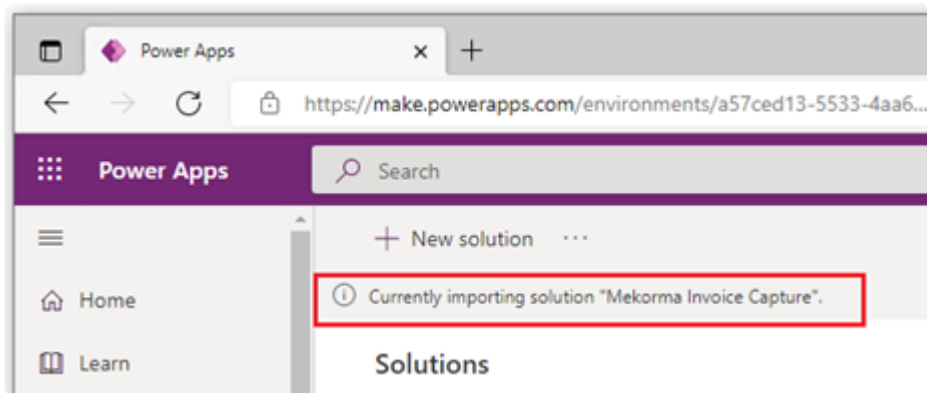 Power Apps
https://make.powerapps.com/environments/a57ced13-5533-4aa6...
Power Apps
Search
New solution
Currently importing solution "Mekorma Invoice Capture".
Home
Learn
Solutions